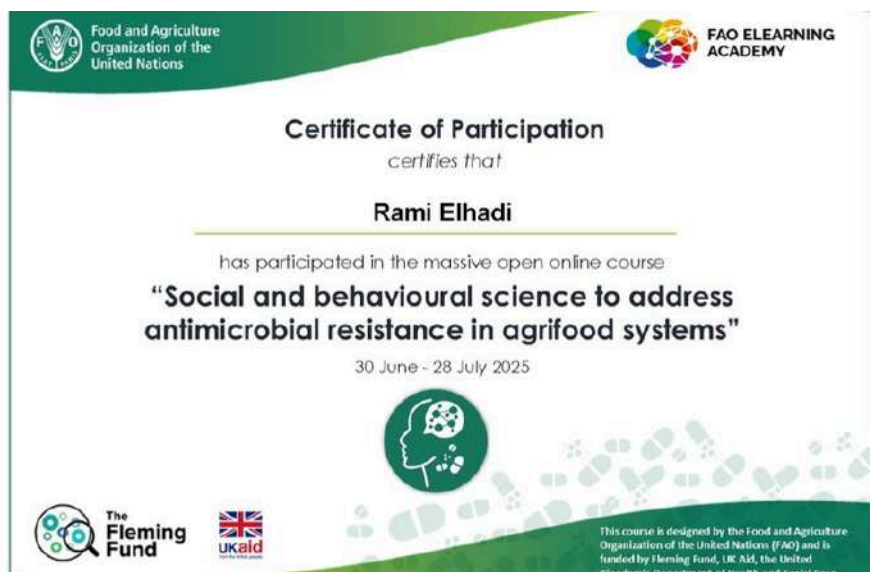 Food and Agriculture
Organization of the
United Nations
FAO ELEARNING
ACADEMY
Certificate of Participation
certifies that
Rami Elhadi
has participated in the massive open online course
“Social and behavioural science to address
antimicrobial resistance in agrifood systems”
30 June - 28 July 2025
The
Fleming
Fund
UKaid
This course is designed by the Food and Agriculture
Organization of the United Nations (FAO) and is
funded by Fleming Fund, UK Aid, the United